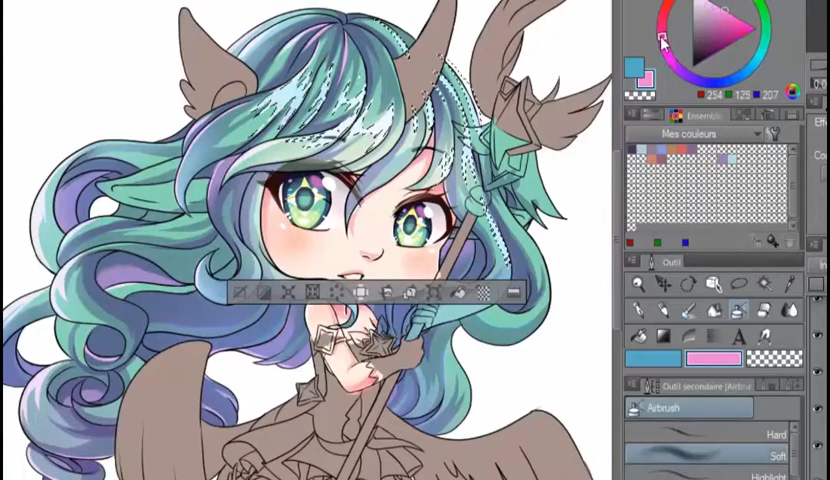 254 125 207
Ensemble
Mes couleurs
Outil
A
Outil secondaire [Airbrus
Airbrush
Hard
Soft
Highlight